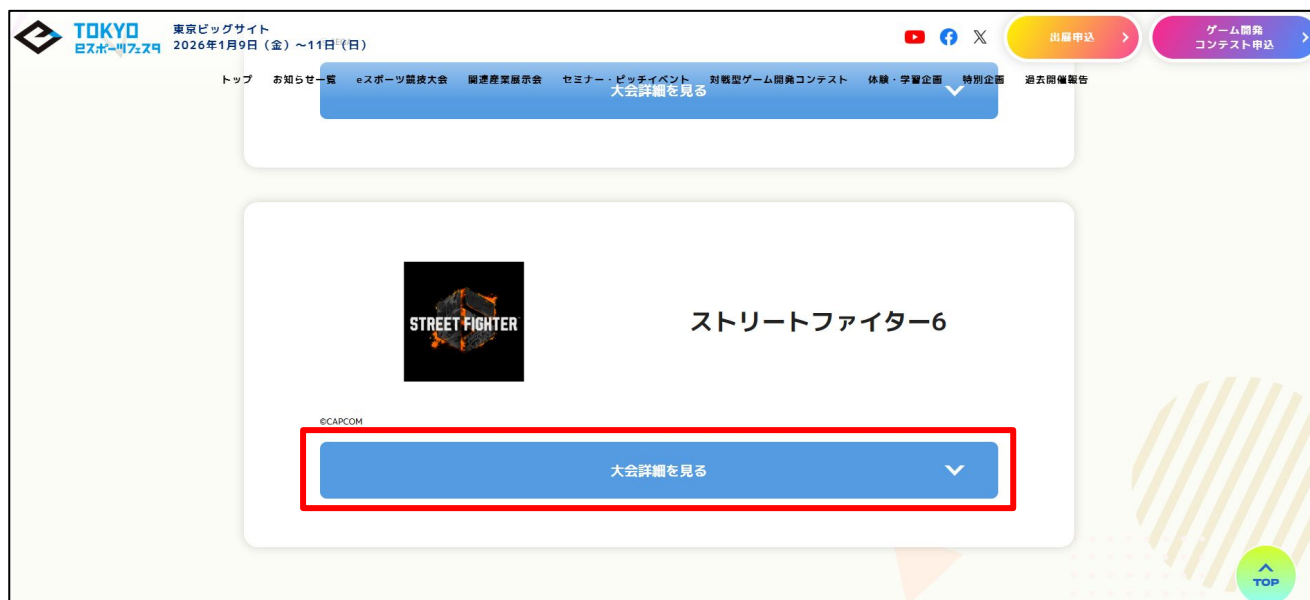 TOKYO
eスポーツフェスタ
東京ビッグサイト
2026年1月9日（金）~11日（日）
出展申込
ゲーム開発
コンテスト申込
トップ お知らせ一覧 eスポーツ競技大会 関連産業展示会 セミナー・ピッチイベント 対戦型ゲーム開発コンテスト 体験・学習企画 特別企画 過去開催報告
大会詳細を見る
STREET FIGHTER
ストリートファイター6
©CAPCOM
大会詳細を見る
TOP